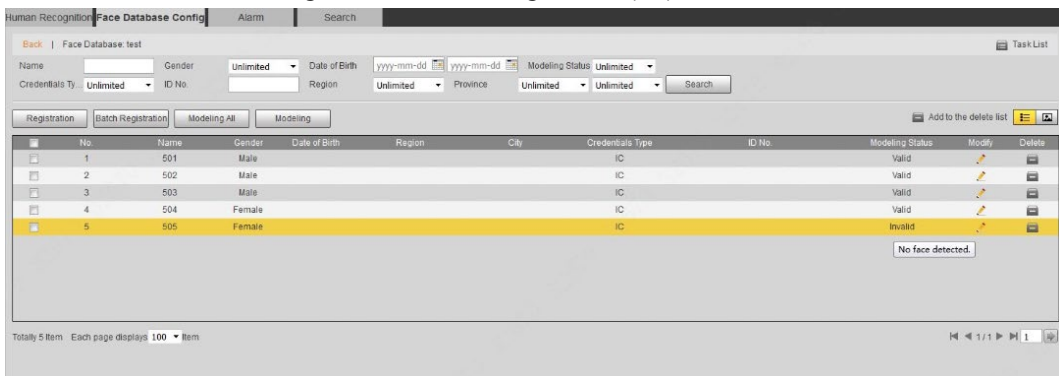 Human Recognition Face Database Config Alarm Search
Back | Face Database: test Task List
Name Gender Unlimited Date of Birth yyyy-mm-dd yyyy-mm-dd Modeling Status Unlimited
Credentials Ty... Unlimited ID No. Region Unlimited Province Unlimited Unlimited Search
Registration Batch Registration Modeling All Modeling Add to the delete list
No. Name Gender Date of Birth Region City Credentials Type ID No. Modeling Status Modify Delete
1 501 Male IC Valid
2 502 Male IC Valid
3 503 Male IC Valid
4 504 Female IC Valid
5 505 Female IC Invalid
No face detected.
Totally 5 Item Each page displays 100 Item 1/1 1